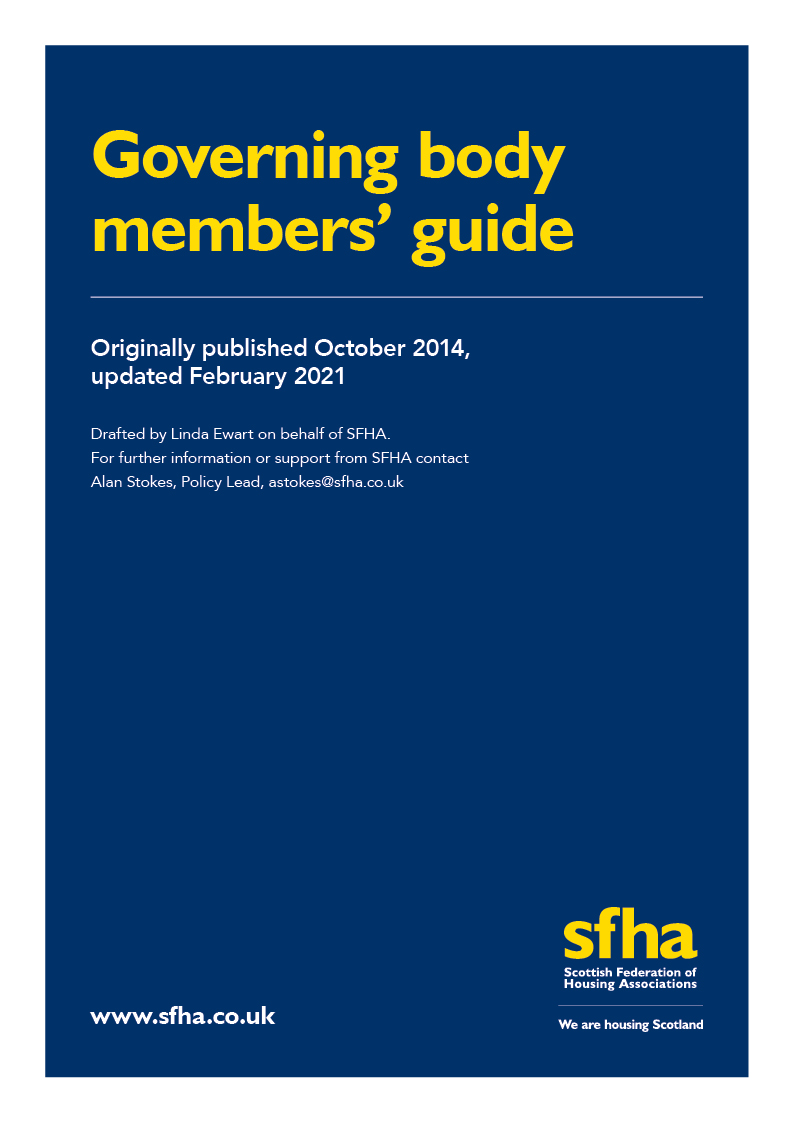 Governing body
members’ guide
Originally published October 2014,
updated February 2021
Drafted by Linda Ewart on behalf of SFHA.
For further information or support from SFHA contact
Alan Stokes, Policy Lead, astokes@sfha.co.uk
sfha
Scottish Federation of
Housing Associations
www.sfha.co.uk
We are housing Scotland